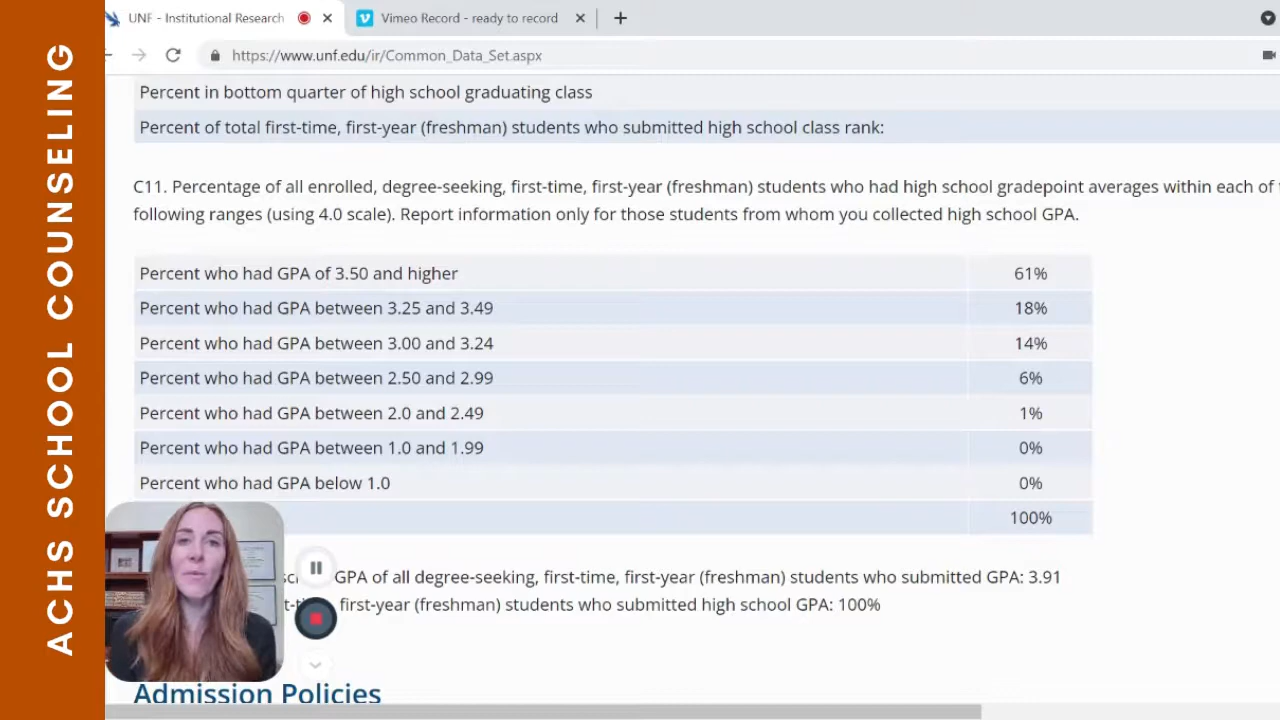 ACHS SCHOOL COUNSELING
UNF - Institutional Research
Vimeo Record - ready to record
https://www.unf.edu/ir/Common_Data_Set.aspx
Percent in bottom quarter of high school graduating class
Percent of total first-time, first-year (freshman) students who submitted high school class rank:
C11. Percentage of all enrolled, degree-seeking, first-time, first-year (freshman) students who had high school gradepoint averages within each of
following ranges (using 4.0 scale). Report information only for those students from whom you collected high school GPA.
Percent who had GPA of 3.50 and higher 61%
Percent who had GPA between 3.25 and 3.49 18%
Percent who had GPA between 3.00 and 3.24 14%
Percent who had GPA between 2.50 and 2.99 6%
Percent who had GPA between 2.0 and 2.49 1%
Percent who had GPA between 1.0 and 1.99 0%
Percent who had GPA below 1.0 0%
100%
GPA of all degree-seeking, first-time, first-year (freshman) students who submitted GPA: 3.91
first-year (freshman) students who submitted high school GPA: 100%
Admission Policies